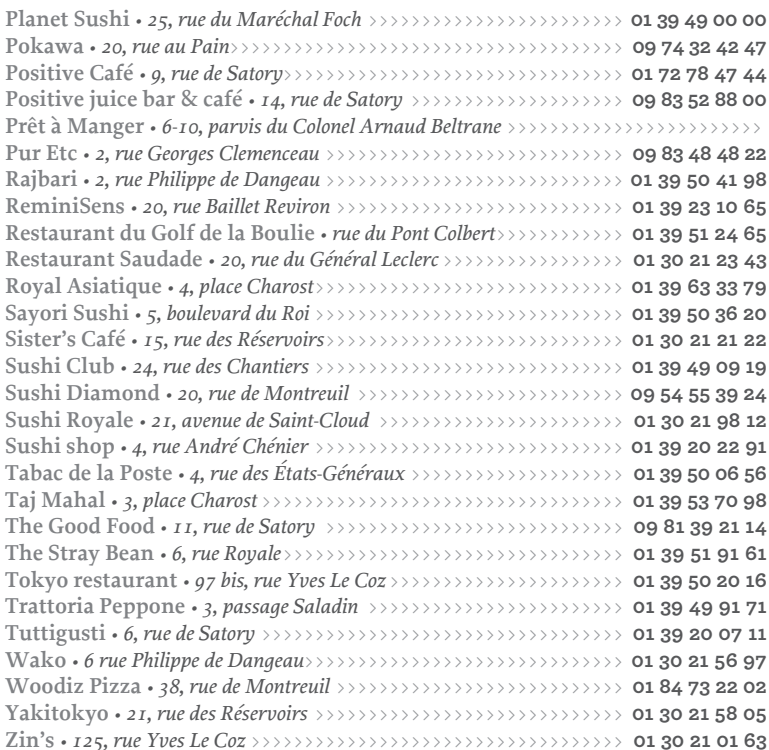 Planet Sushi • 25, rue du Maréchal Foch >>>>>>>>>>>>>>>>>>>>>>> 01 39 49 00 00
Pokawa • 20, rue au Pain>>>>>>>>>>>>>>>>>>>>>>>>>>>>>>>>>>> 09 74 32 42 47
Positive Café • 9, rue de Satory>>>>>>>>>>>>>>>>>>>>>>>>>>>>>> 01 72 78 47 44
Positive juice bar & café • 14, rue de Satory >>>>>>>>>>>>>>>>>>> 09 83 52 88 00
Prêt à Manger • 6-10, parvis du Colonel Arnaud Beltrane >>>>>>>>>>>>>>>>>>>>>>
Pur Etc • 2, rue Georges Clemenceau >>>>>>>>>>>>>>>>>>>>>>>>>> 09 83 48 48 22
Rajbari • 2, rue Philippe de Dangeau >>>>>>>>>>>>>>>>>>>>>>>>>>> 01 39 50 41 98
ReminiSens • 20, rue Baillet Reviron >>>>>>>>>>>>>>>>>>>>>>>>>> 01 39 23 10 65
Restaurant du Golf de la Boulie • rue du Pont Colbert>>>>>>>>>>> 01 39 51 24 65
Restaurant Saudade • 20, rue du Général Leclerc>>>>>>>>>>>>>>>> 01 30 21 23 43
Royal Asiatique • 4, place Charost>>>>>>>>>>>>>>>>>>>>>>>>>>> 01 39 63 33 79
Sayori Sushi • 5, boulevard du Roi >>>>>>>>>>>>>>>>>>>>>>>>>>>> 01 39 50 36 20
Sister's Café • 15, rue des Réservoirs>>>>>>>>>>>>>>>>>>>>>>>>>> 01 30 21 21 22
Sushi Club • 24, rue des Chantiers >>>>>>>>>>>>>>>>>>>>>>>>>>>> 01 39 49 09 19
Sushi Diamond • 20, rue de Montreuil >>>>>>>>>>>>>>>>>>>>>>>> 09 54 55 39 24
Sushi Royale • 21, avenue de Saint-Cloud >>>>>>>>>>>>>>>>>>>>>> 01 30 21 98 12
Sushi shop • 4, rue André Chénier >>>>>>>>>>>>>>>>>>>>>>>>>>>> 01 39 20 22 91
Tabac de la Poste • 4, rue des États-Généraux >>>>>>>>>>>>>>>>>>> 01 39 50 06 56
Taj Mahal • 3, place Charost>>>>>>>>>>>>>>>>>>>>>>>>>>>>>>>>> 01 39 53 70 98
The Good Food • 11, rue de Satory >>>>>>>>>>>>>>>>>>>>>>>>>>> 09 81 39 21 14
The Stray Bean • 6, rue Royale>>>>>>>>>>>>>>>>>>>>>>>>>>>>>> 01 39 51 91 61
Tokyo restaurant • 97 bis, rue Yves Le Coz>>>>>>>>>>>>>>>>>>>>> 01 39 50 20 16
Trattoria Peppone • 3, passage Saladin >>>>>>>>>>>>>>>>>>>>>>> 01 39 49 91 71
Tuttigusti • 6, rue de Satory >>>>>>>>>>>>>>>>>>>>>>>>>>>>>>>>> 01 39 20 07 11
Wako • 6 rue Philippe de Dangeau>>>>>>>>>>>>>>>>>>>>>>>>>>>> 01 30 21 56 97
Woodiz Pizza • 38, rue de Montreuil >>>>>>>>>>>>>>>>>>>>>>>>>> 01 84 73 22 02
Yakitokyo • 21, rue des Réservoirs >>>>>>>>>>>>>>>>>>>>>>>>>>>> 01 30 21 58 05
Zin's • 125, rue Yves Le Coz>>>>>>>>>>>>>>>>>>>>>>>>>>>>>>>>> 01 30 21 01 63